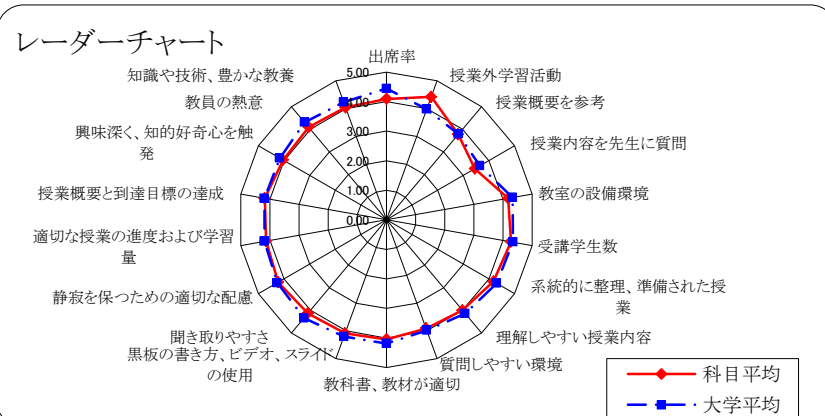 レーダーチャート
出席率
授業外学習活動
授業概要を参考
授業内容を先生に質問
教室の設備環境
受講学生数
系統的に整理、準備された授
業
理解しやすい授業内容
質問しやすい環境
教科書、教材が適切
黒板の書き方、ビデオ、スライド
の使用
聞き取りやすさ
静寂を保つための適切な配慮
適切な授業の進度および学習
量
授業概要と到達目標の達成
興味深く、知的好奇心を触
発
教員の熱意
知識や技術、豊かな教養
5.00
4.00
3.00
2.00
1.00
0.00
科目平均
大学平均